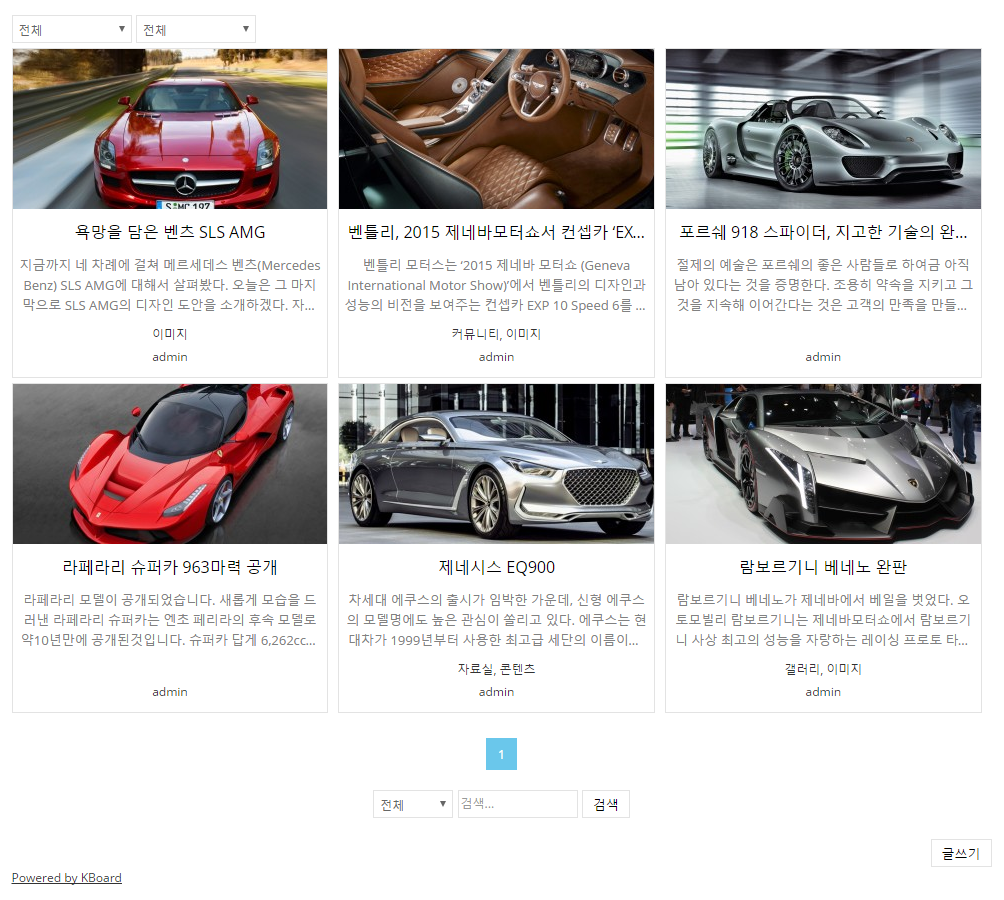 전체 전체
S:MC 197
욕망을 담은 벤츠 SLS AMG
지금까지 네 차례에 걸쳐 메르세데스 벤츠(Mercedes
Benz) SLS AMG에 대해서 살펴봤다. 오늘은 그 마지
막으로 SLS AMG의 디자인 도안을 소개하겠다. 자...
이미지
admin
벤틀리, 2015 제네바모터쇼서 컨셉카 ‘EX...
벤틀리 모터스는 ‘2015 제네바 모터쇼 (Geneva
International Motor Show)’에서 벤틀리의 디자인과
성능의 비전을 보여주는 컨셉카 EXP 10 Speed 6를 ...
커뮤니티, 이미지
admin
포르쉐 918 스파이더, 지고한 기술의 완...
절제의 예술은 포르쉐의 좋은 사람들로 하여금 아직
남아 있다는 것을 증명한다. 조용히 약속을 지키고 그
것을 지속해 이어간다는 것은 고객의 만족을 만들...
admin
라페라리 슈퍼카 963마력 공개
라페라리 모델이 공개되었습니다. 새롭게 모습을 드
러낸 라페라리 슈퍼카는 엔초 페리라의 후속 모델로
약10년만에 공개된것입니다. 슈퍼카 답게 6,262cc...
admin
제네시스 EQ900
차세대 에쿠스의 출시가 임박한 가운데, 신형 에쿠스
의 모델명에도 높은 관심이 쏠리고 있다. 에쿠스는 현
대차가 1999년부터 사용한 최고급 세단의 이름이...
자료실, 콘텐츠
admin
람보르기니 베네노 완판
람보르기니 베네노가 제네바에서 베일을 벗었다. 오
토모빌리 람보르기니는 제네바모터쇼에서 람보르기
니 사상 최고의 성능을 자랑하는 레이싱 프로토 타...
갤러리, 이미지
admin
1
전체 검색... 검색
글쓰기
Powered by KBoard